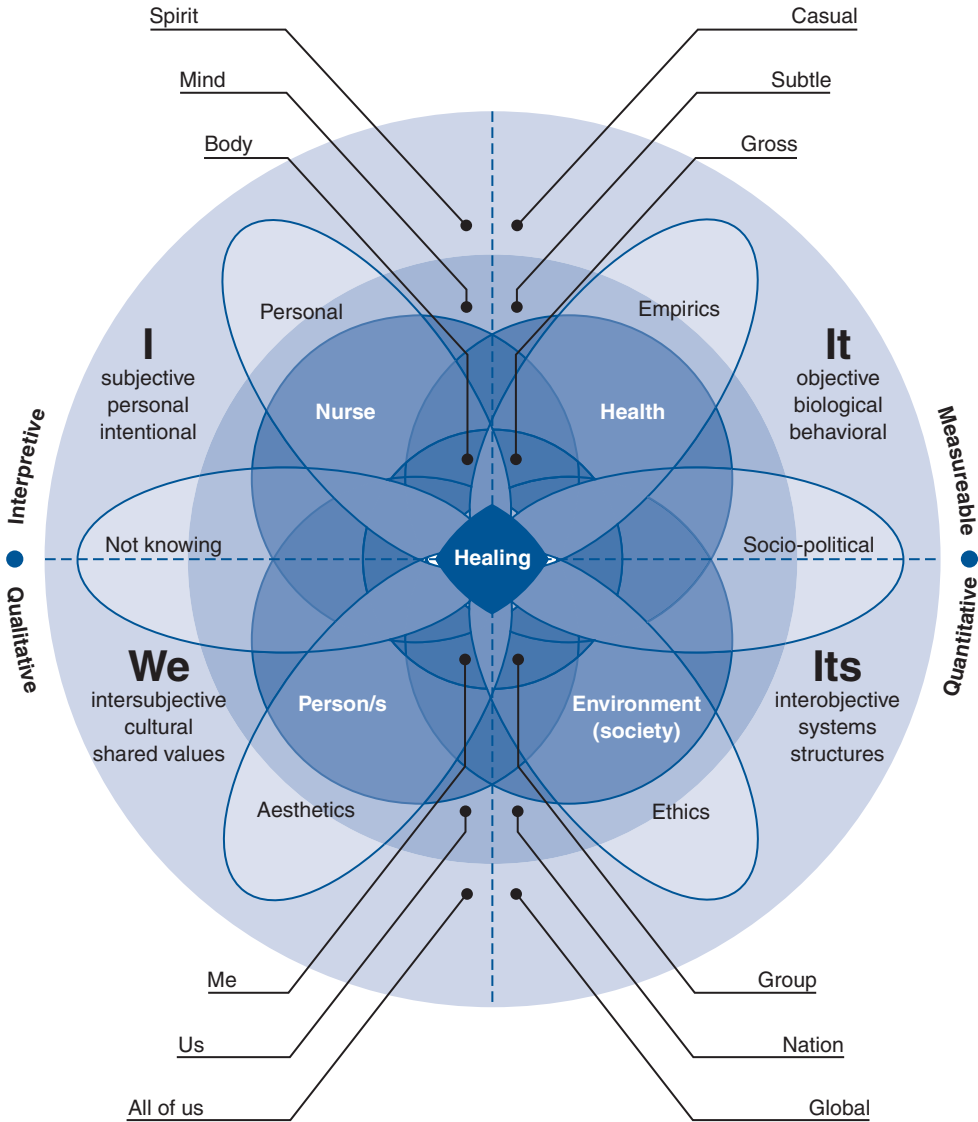 Spirit
Casual
Mind
Subtle
Body
Gross
Personal
Empirics
I
subjective
personal
intentional
It
objective
biological
behavioral
Nurse
Health
Interpretive
Measureable
Not knowing
Healing
Socio-political
Qualitative
Quantitative
We
intersubjective
cultural
shared values
Its
interobjective
systems
structures
Person/s
Environment
(society)
Aesthetics
Ethics
Me
Group
Us
Nation
All of us
Global